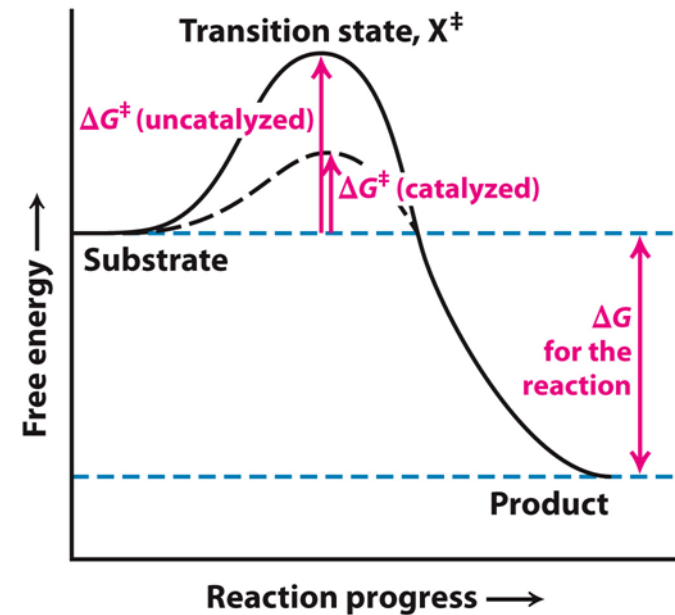 Transition state, X‡
ΔG‡ (uncatalyzed)
ΔG‡ (catalyzed)
Substrate
ΔG
for the
reaction
Product
Free energy →
Reaction progress →